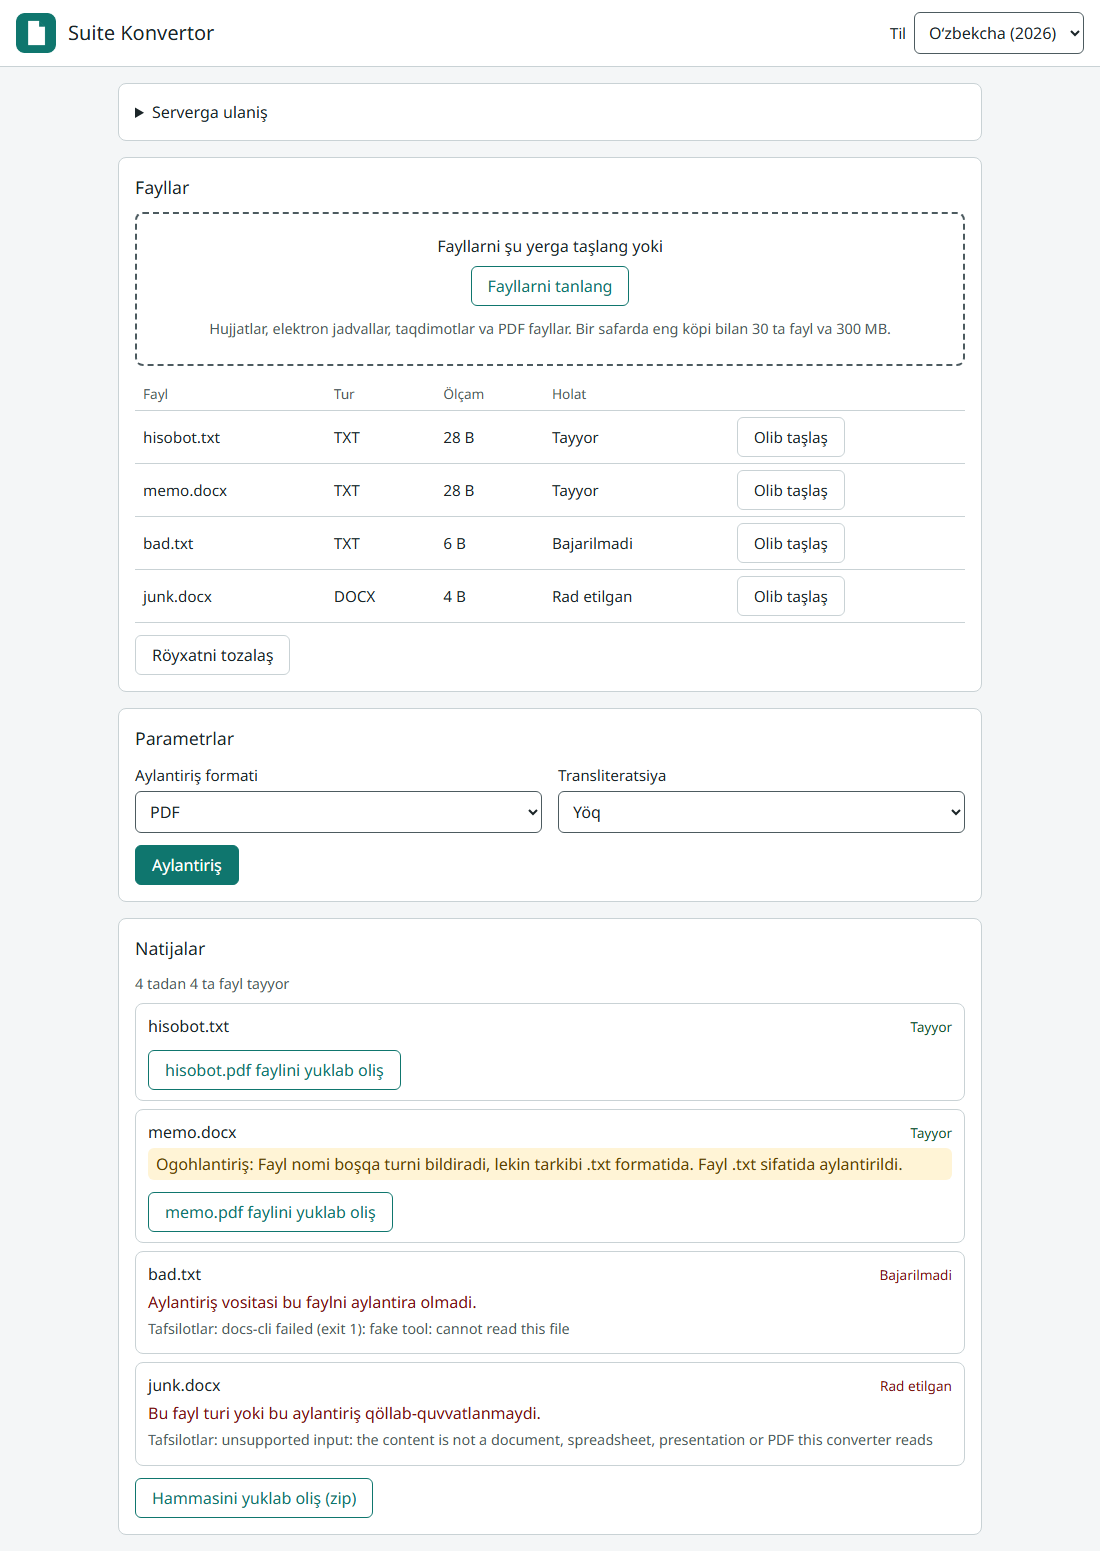 Suite Konvertor
Til
Oʻzbekcha (2026)
Serverga ulaniş
Fayllar
Fayllarni şu yerga taşlang yoki
Fayllarni tanlang
Hujjatlar, elektron jadvallar, taqdimotlar va PDF fayllar. Bir safarda eng köpi bilan 30 ta fayl va 300 MB.
Fayl Tur Ölçam Holat
hisobot.txt TXT 28 B Tayyor Olib taşlaş
memo.docx TXT 28 B Tayyor Olib taşlaş
bad.txt TXT 6 B Bajarilmadi Olib taşlaş
junk.docx DOCX 4 B Rad etilgan Olib taşlaş
Röyxatni tozalaş
Parametrlar
Aylantiriş formati Transliteratsiya
PDF Yöq
Aylantiriş
Natijalar
4 tadan 4 ta fayl tayyor
hisobot.txt Tayyor
hisobot.pdf faylini yuklab oliş
memo.docx Tayyor
Ogohlantiriş: Fayl nomi boşqa turni bildiradi, lekin tarkibi .txt formatida. Fayl .txt sifatida aylantirildi.
memo.pdf faylini yuklab oliş
bad.txt Bajarilmadi
Aylantiriş vositasi bu faylni aylantira olmadi.
Tafsilotlar: docs-cli failed (exit 1): fake tool: cannot read this file
junk.docx Rad etilgan
Bu fayl turi yoki bu aylantiriş qöllab-quvvatlanmaydi.
Tafsilotlar: unsupported input: the content is not a document, spreadsheet, presentation or PDF this converter reads
Hammasini yuklab oliş (zip)